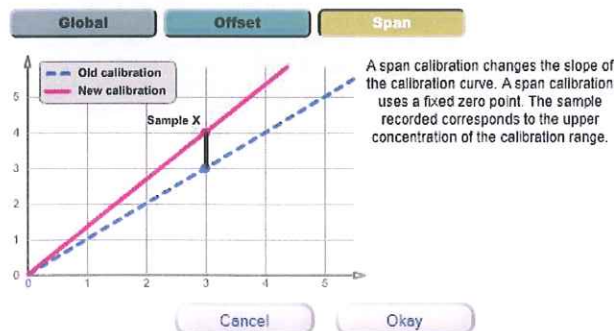 Global
Offset
Span
Old calibration
New calibration
Sample X
5
4
3
2
1
0
0
1
2
3
4
5
A span calibration changes the slope of
the calibration curve. A span calibration
uses a fixed zero point. The sample
recorded corresponds to the upper
concentration of the calibration range.
Cancel
Okay